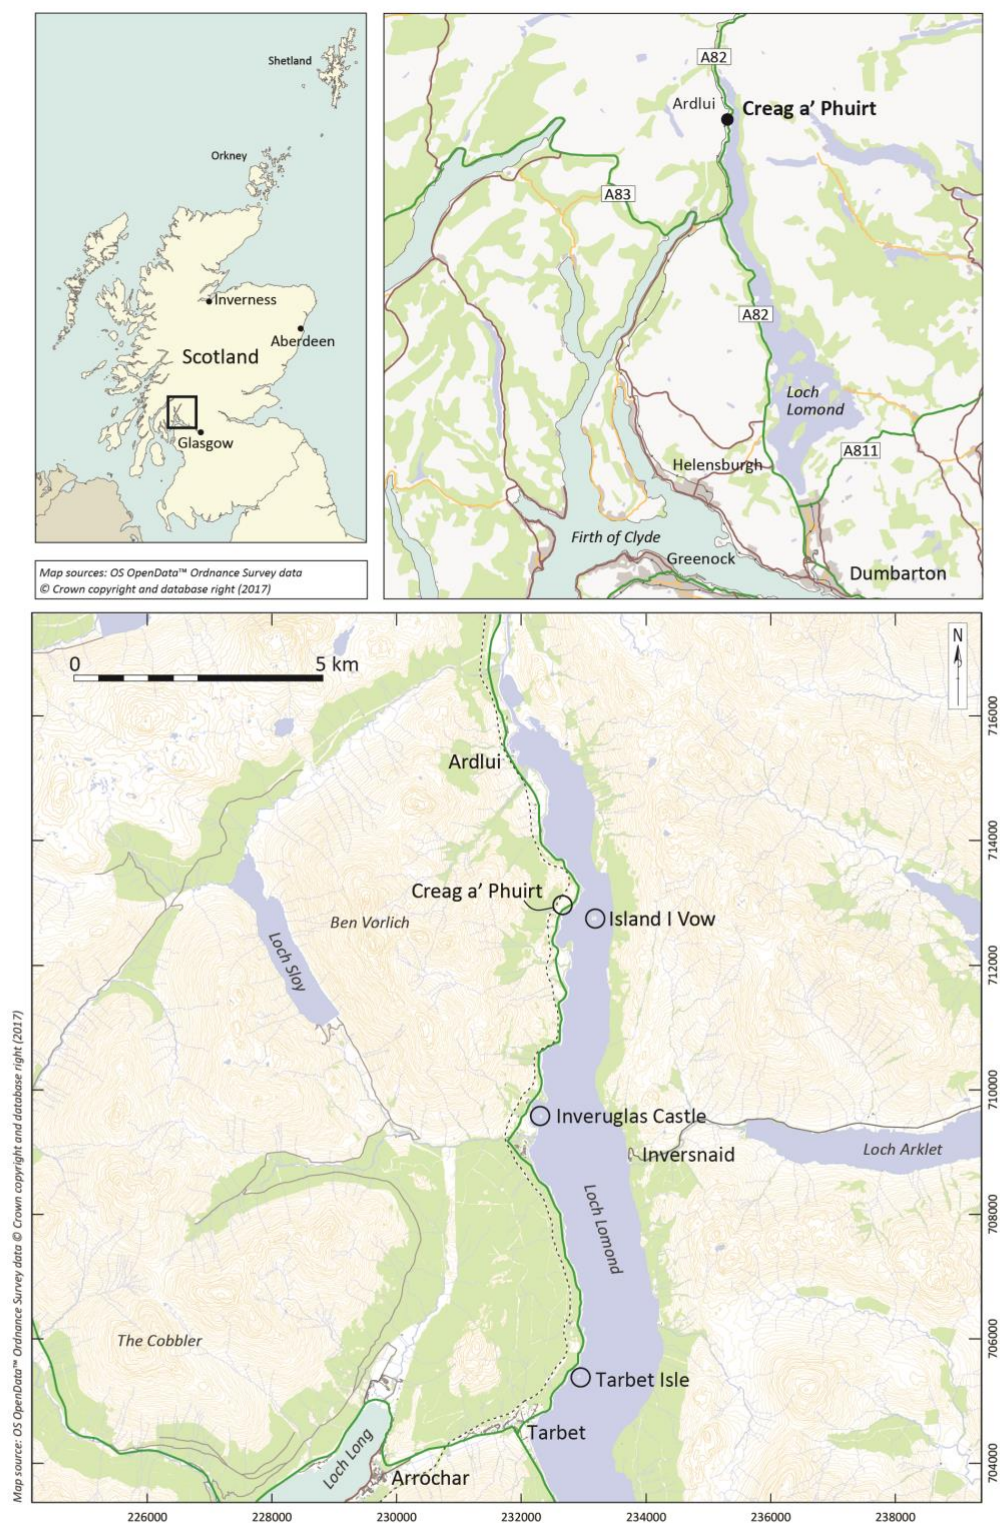 Shetland
Orkney
Inverness
Aberdeen
Scotland
Glasgow
Map sources: OS OpenData™ Ordnance Survey data
© Crown copyright and database right (2017)
A82
Ardlui
Creag a’ Phuirt
A83
A82
Loch
Lomond
A811
Helensburgh
Firth of Clyde
Greenock
Dumbarton
0
5 km
N
Ardlui
Creag a’ Phuirt
Island I Vow
Ben Vorlich
Loch Sloy
Inveruglas Castle
Inversnaid
Loch Arklet
Loch Lomond
The Cobbler
Tarbet Isle
Tarbet
Loch Long
Arrochar
716000
714000
712000
710000
708000
706000
704000
226000
228000
230000
232000
234000
236000
238000
Map source: OS OpenData™ Ordnance Survey data © Crown copyright and database right (2017)